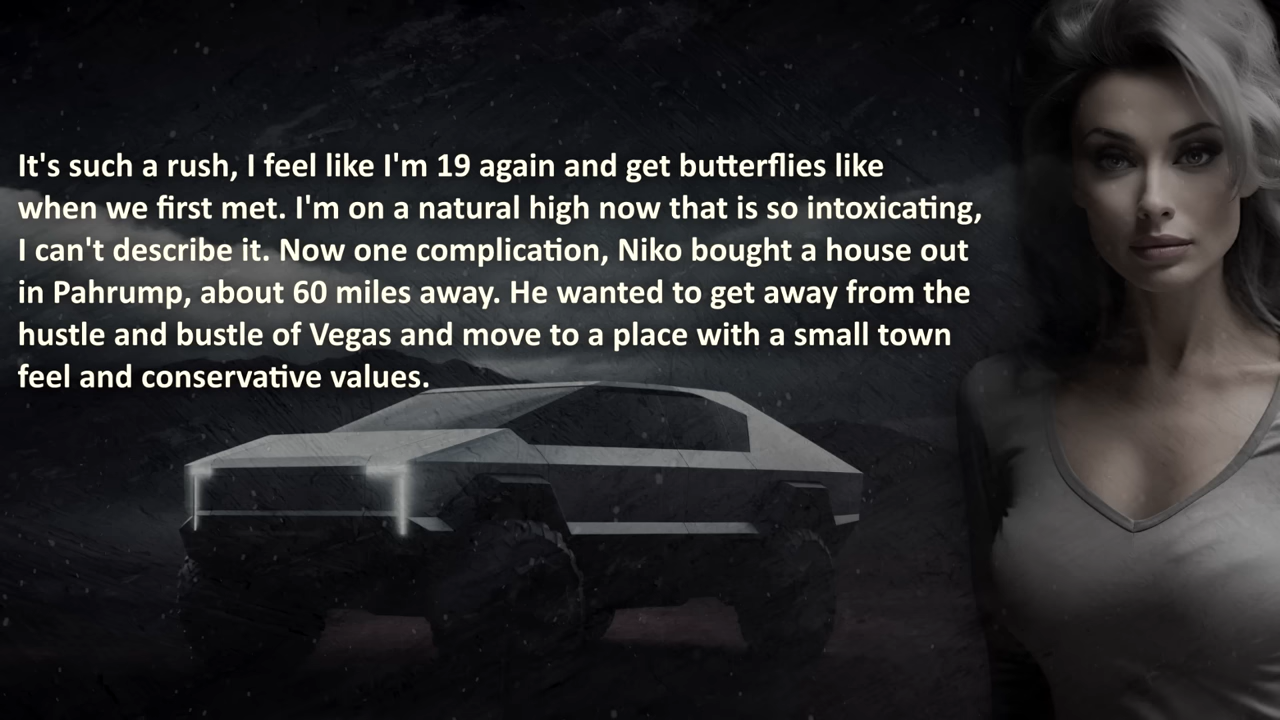 It's such a rush, I feel like I'm 19 again and get butterflies like
when we first met. I'm on a natural high now that is so intoxicating,
I can't describe it. Now one complication, Niko bought a house out
in Pahrump, about 60 miles away. He wanted to get away from the
hustle and bustle of Vegas and move to a place with a small town
feel and conservative values.